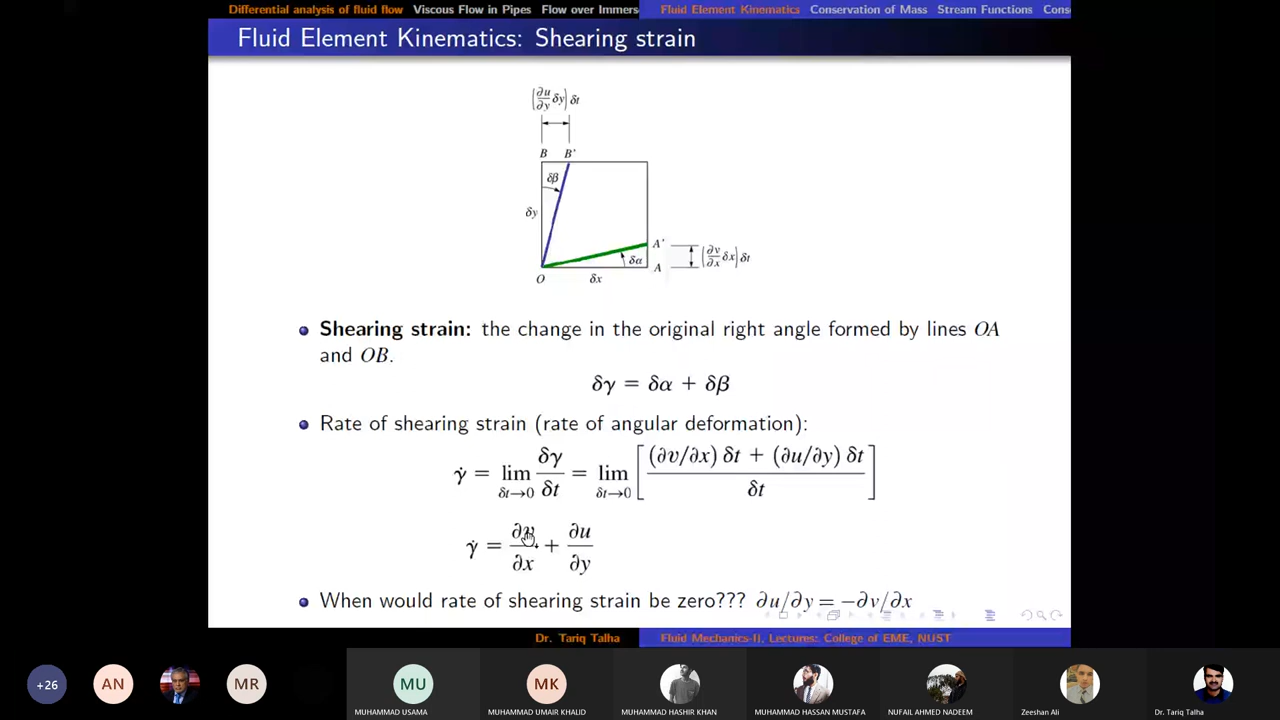 Differential analysis of fluid flow Viscous Flow in Pipes Flow over Immers Fluid Element Kinematics Conservation of Mass Stream Functions Cons
Fluid Element Kinematics: Shearing strain
(∂u/∂y δy) δt
B B'
δβ
δy
A'
δα
(∂v/∂x δx) δt
A
O
δx
Shearing strain: the change in the original right angle formed by lines OA
and OB.
δγ = δα + δβ
Rate of shearing strain (rate of angular deformation):
γ̇ = lim δt→0 δγ/δt = lim δt→0 [(∂v/∂x) δt + (∂u/∂y) δt / δt]
γ̇ = ∂v/∂x + ∂u/∂y
When would rate of shearing strain be zero??? ∂u/∂y = −∂v/∂x
Dr. Tariq Talha Fluid Mechanics-II, Lectures: College of EME, NUST
+26 AN MR MU MK
MUHAMMAD USAMA MUHAMMAD UMAIR KHALID MUHAMMAD HASHIR KHAN MUHAMMAD HASSAN MUSTAFA NUFAIL AHMED NADEEM Zeeshan Ali Dr. Tariq Talha